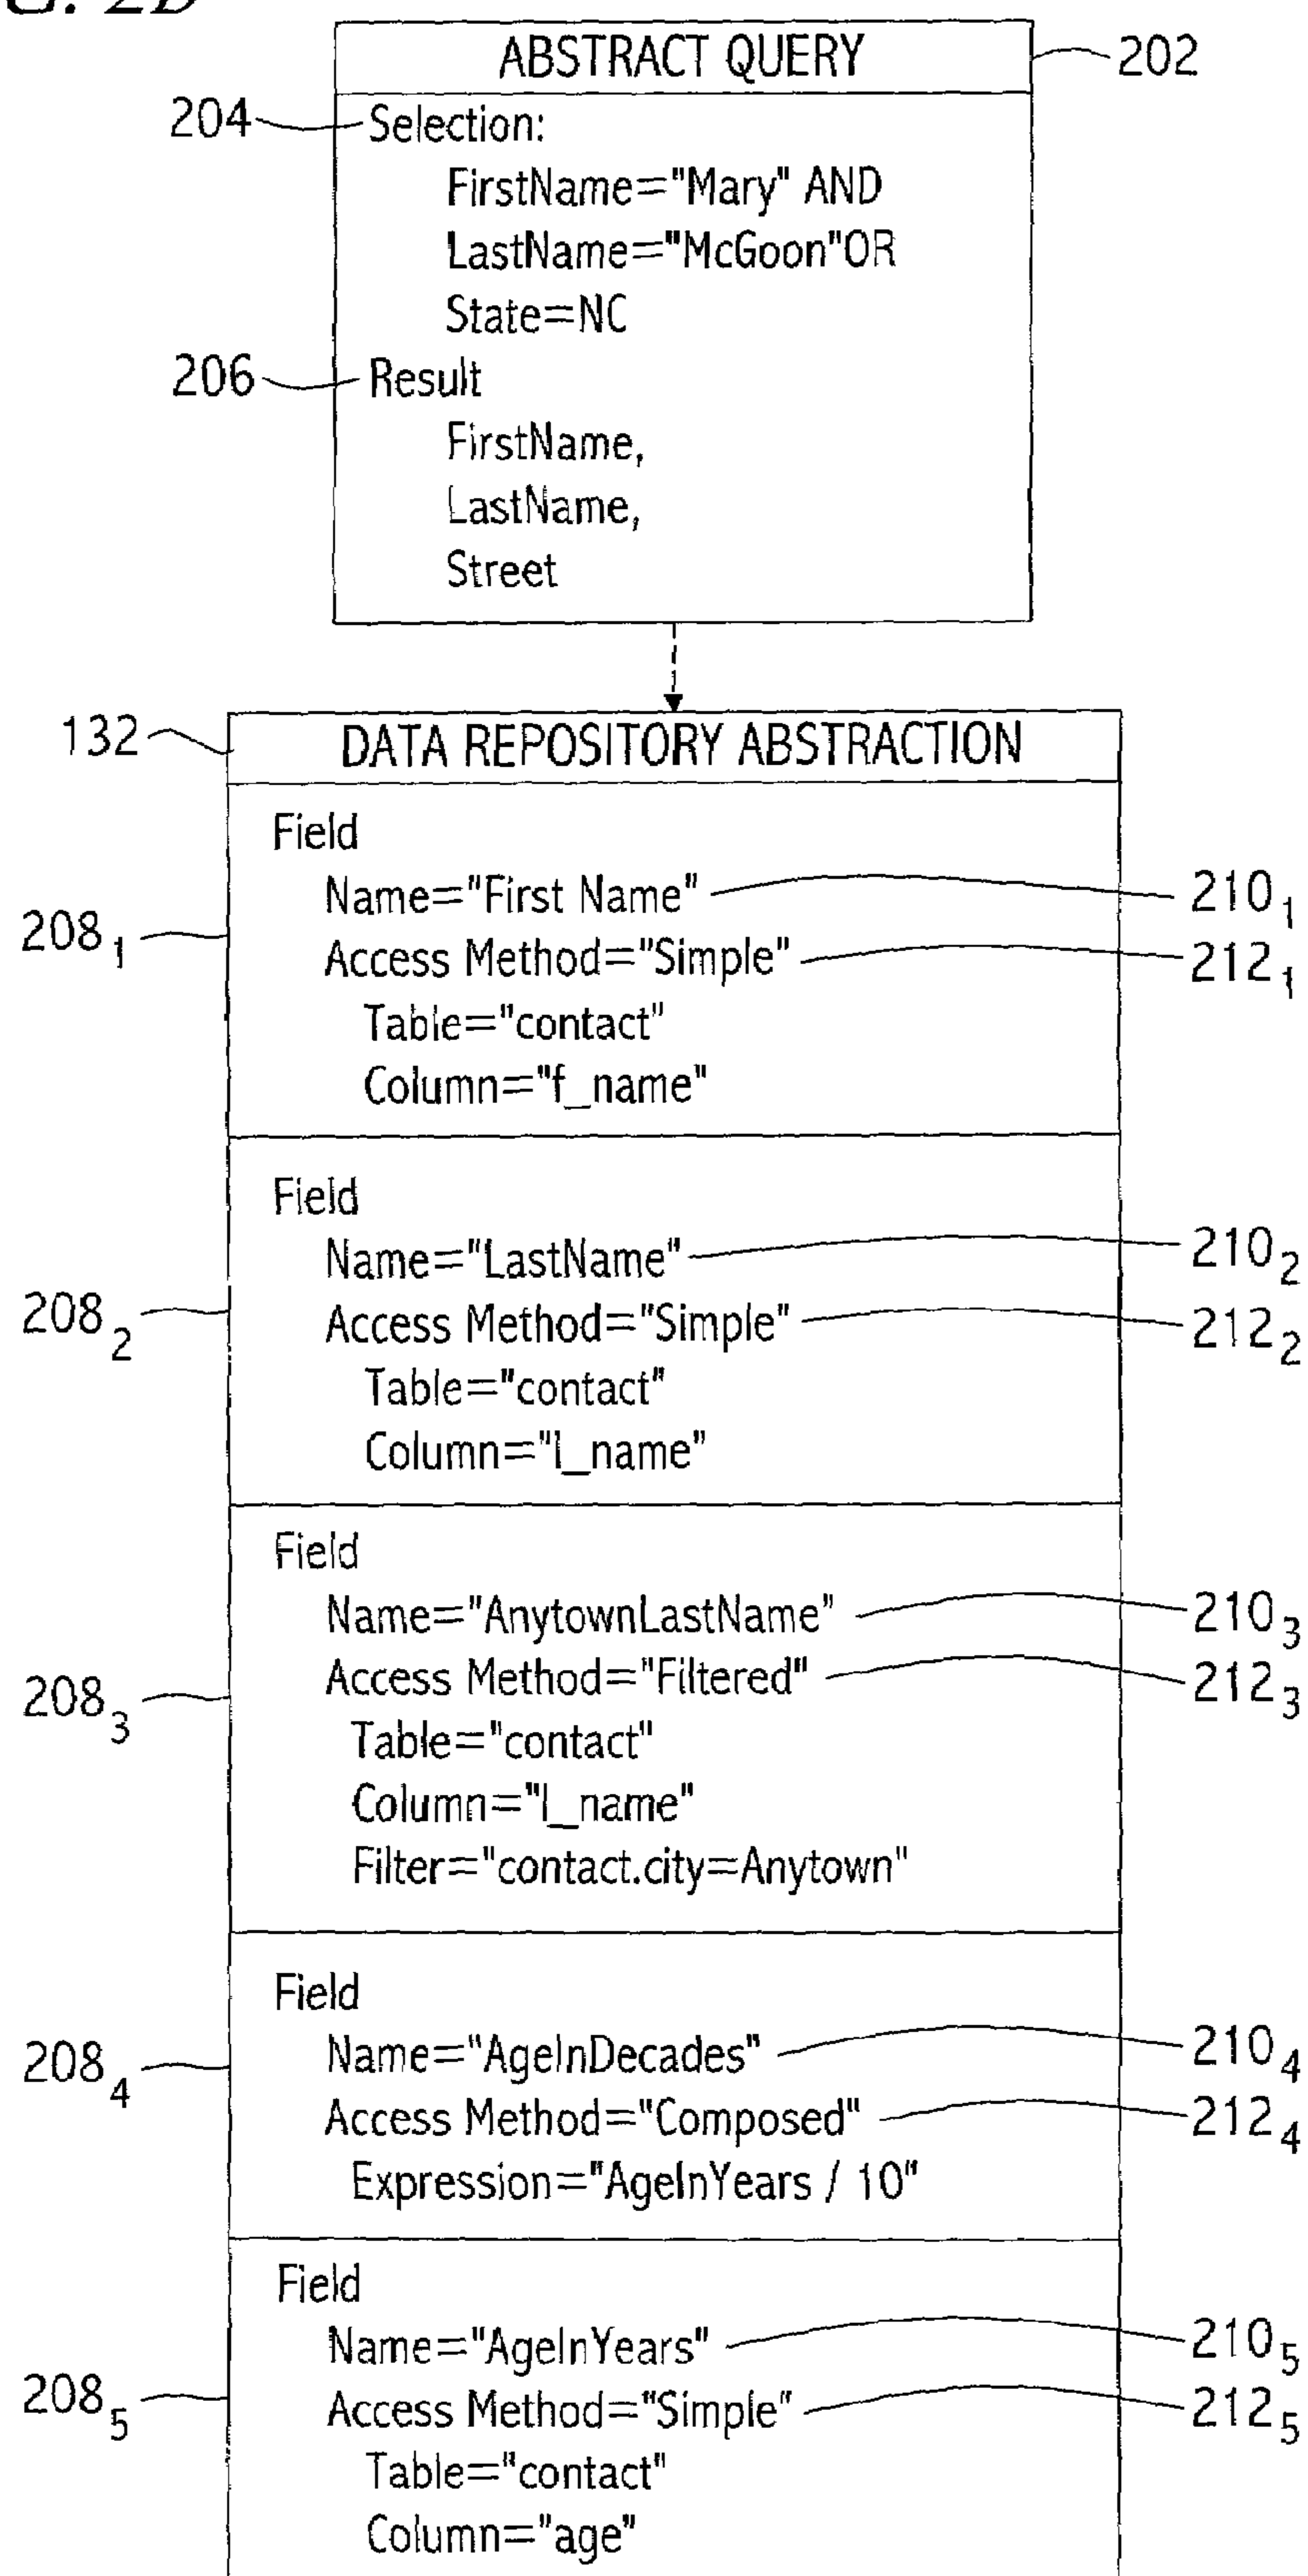 ABSTRACT QUERY 202
204 Selection:
FirstName="Mary" AND
LastName="McGoon"OR
State=NC
206 Result
FirstName,
LastName,
Street
132 DATA REPOSITORY ABSTRACTION
Field
Name="First Name" 210 1
208 1 Access Method="Simple" 212 1
Table="contact"
Column="f_name"
Field
Name="LastName" 210 2
208 2 Access Method="Simple" 212 2
Table="contact"
Column="l_name"
Field
Name="AnytownLastName" 210 3
208 3 Access Method="Filtered" 212 3
Table="contact"
Column="l_name"
Filter="contact.city=Anytown"
Field
208 4 Name="AgeInDecades" 210 4
Access Method="Composed" 212 4
Expression="AgeInYears / 10"
Field
Name="AgeInYears" 210 5
208 5 Access Method="Simple" 212 5
Table="contact"
Column="age"